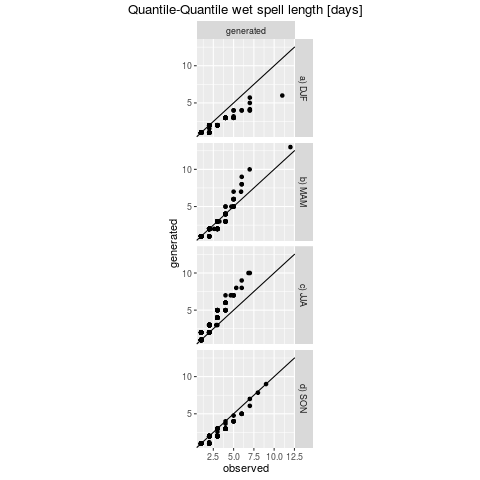 Quantile-Quantile wet spell length [days]
generated
10
5
a) DJF
10
5
b) MAM
generated
10
5
c) JJA
10
5
d) SON
2.5 5.0 7.5 10.0 12.5
observed